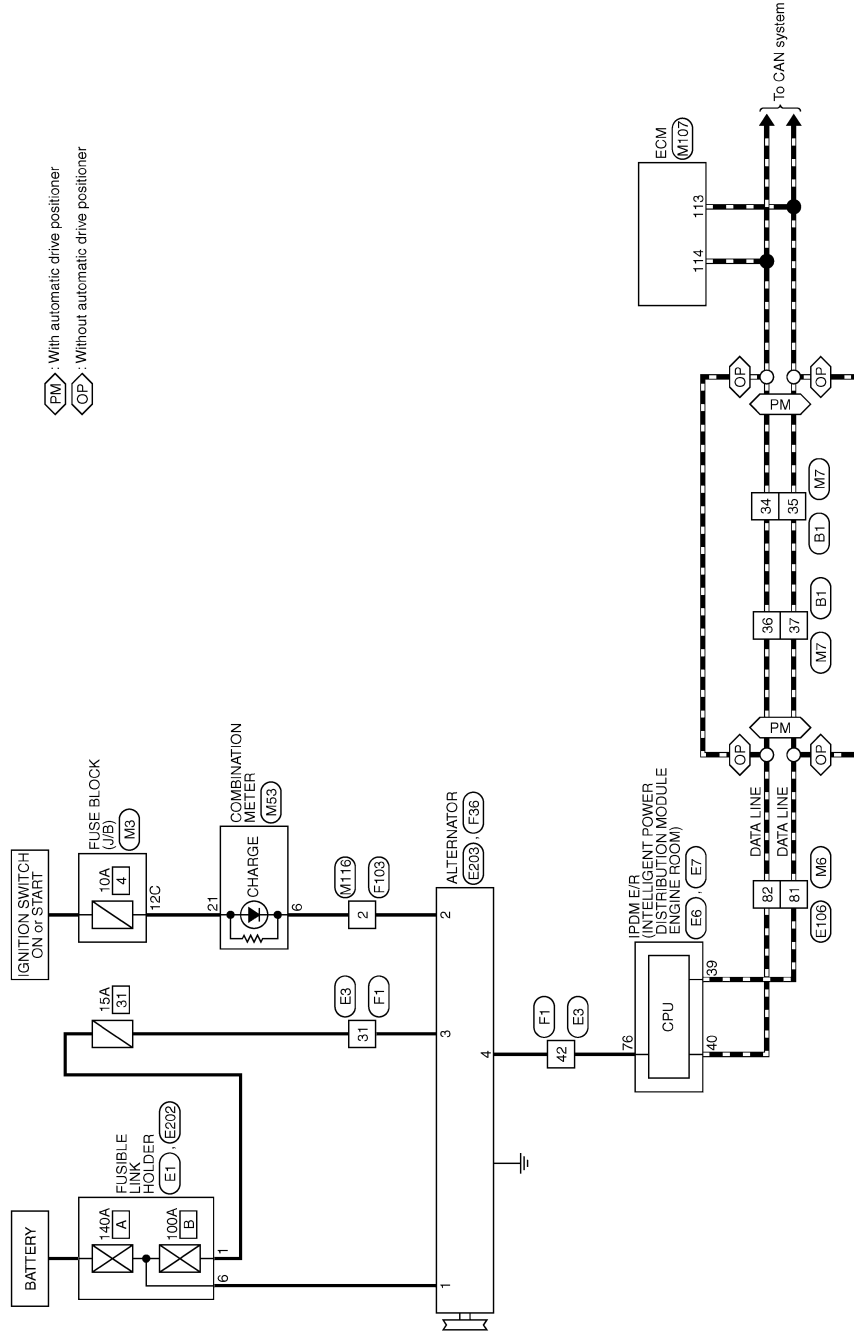 PM : With automatic drive positioner
OP : Without automatic drive positioner
BATTERY
IGNITION SWITCH
ON or START
FUSIBLE
LINK
HOLDER
E1 , E202
140A
A
100A
B
6
1
15A
31
FUSE BLOCK
(J/B)
M3
10A
4
12C
COMBINATION
METER
M53
21
CHARGE
6
31
E3
F1
2
M116
F103
ALTERNATOR
E203 , F36
1
3
2
4
42
F1
E3
IPDM E/R
(INTELLIGENT POWER
DISTRIBUTION MODULE
ENGINE ROOM)
E6 , E7
76
CPU
40
39
82
81
E106
M6
DATA LINE
DATA LINE
OP
PM
OP
36
37
M7
B1
34
35
B1
M7
OP
PM
OP
ECM
M107
114
113
To CAN system